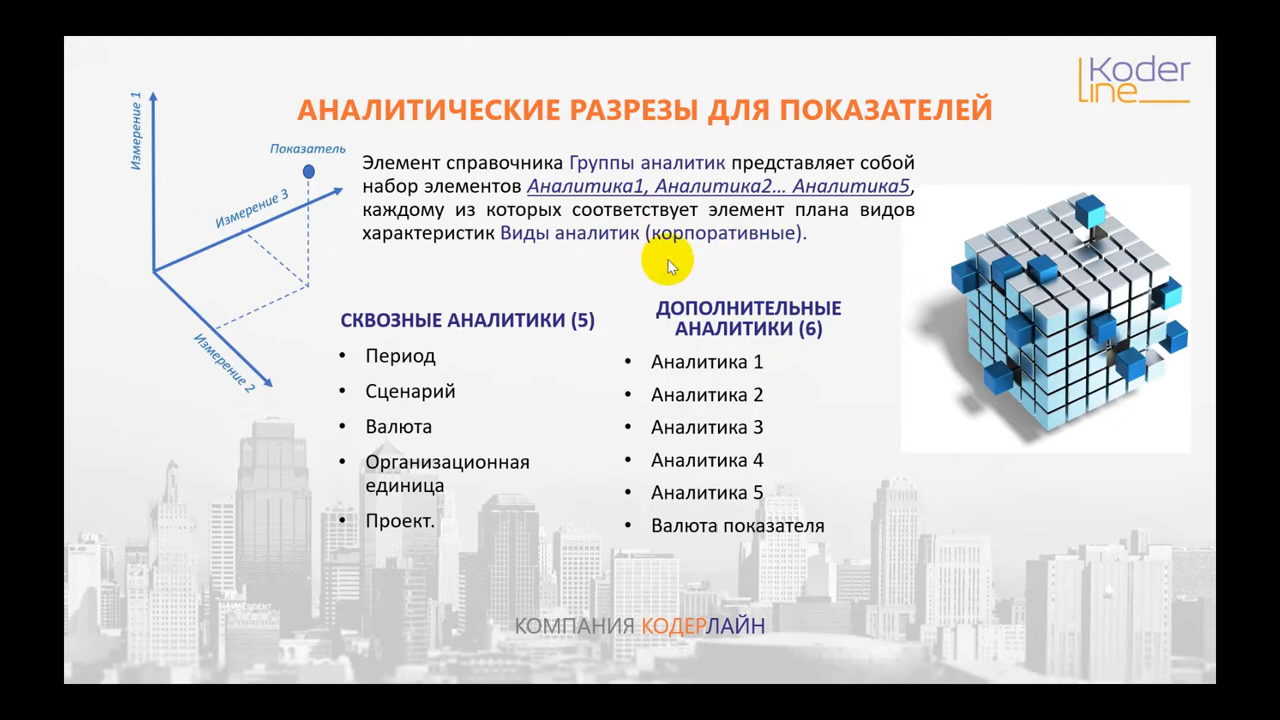 Koder
line
АНАЛИТИЧЕСКИЕ РАЗРЕЗЫ ДЛЯ ПОКАЗАТЕЛЕЙ
Измерение 1
Показатель
Измерение 3
Измерение 2
Элемент справочника Группы аналитик представляет собой
набор элементов Аналитика1, Аналитика2... Аналитика5,
каждому из которых соответствует элемент плана видов
характеристик Виды аналитик (корпоративные).
СКВОЗНЫЕ АНАЛИТИКИ (5)
• Период
• Сценарий
• Валюта
• Организационная
единица
• Проект.
ДОПОЛНИТЕЛЬНЫЕ
АНАЛИТИКИ (6)
• Аналитика 1
• Аналитика 2
• Аналитика 3
• Аналитика 4
• Аналитика 5
• Валюта показателя
КОМПАНИЯ КОДЕРЛАЙН